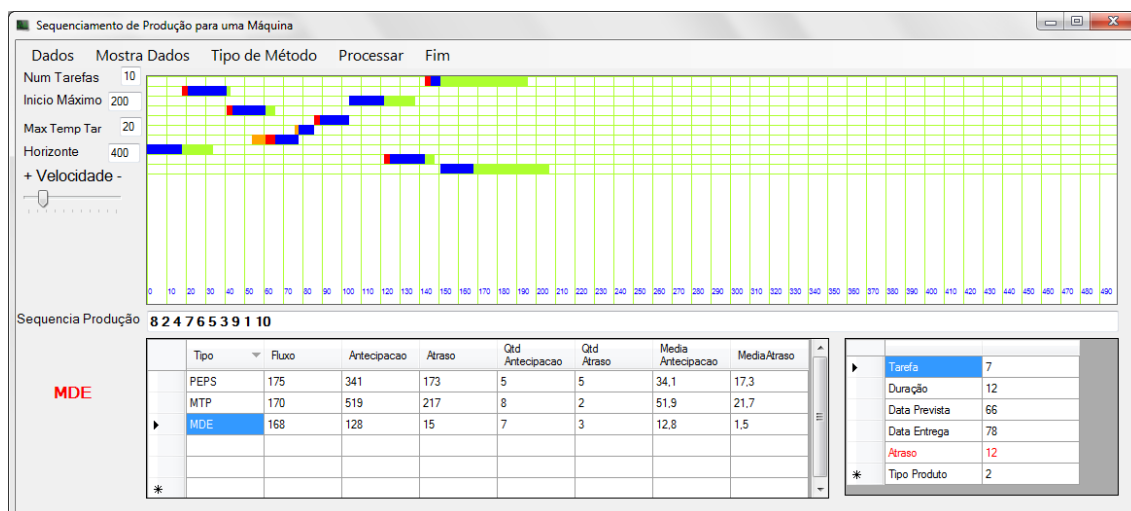 Sequenciamento de Produção para uma Máquina
Dados Mostra Dados Tipo de Método Processar Fim
Num Tarefas 10
Inicio Máximo 200
Max Temp Tar 20
Horizonte 400
+ Velocidade -
0 10 20 30 40 50 60 70 80 90 100 110 120 130 140 150 160 170 180 190 200 210 220 230 240 250 260 270 280 290 300 310 320 330 340 350 360 370 380 390 400 410 420 430 440 450 460 470 480 490
Sequencia Produção 8 2 4 7 6 5 3 9 1 10
MDE
Tipo Fluxo Antecipacao Atraso Qtd Antecipacao Qtd Atraso Media Antecipacao MediaAtraso
PEPS 175 341 173 5 5 34,1 17,3
MTP 170 519 217 8 2 51,9 21,7
MDE 168 128 15 7 3 12,8 1,5
Tarefa 7
Duração 12
Data Prevista 66
Data Entrega 78
Atraso 12
Tipo Produto 2